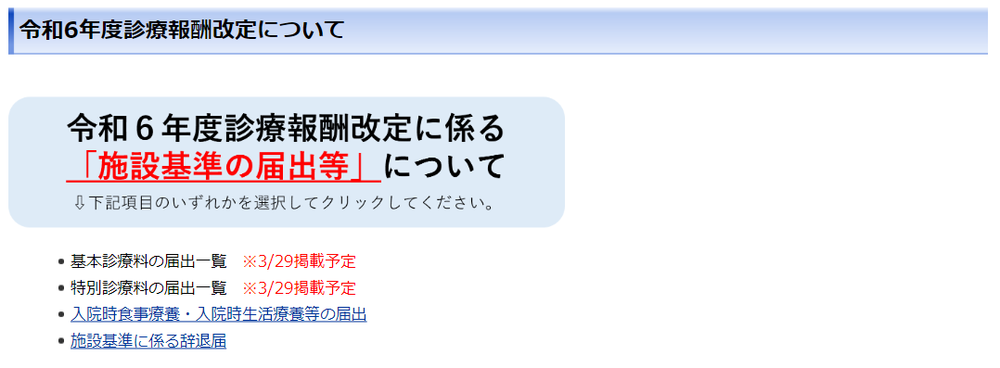 令和6年度診療報酬改定について
令和６年度診療報酬改定に係る
「施設基準の届出等」について
⇩下記項目のいずれかを選択してクリックしてください。
基本診療料の届出一覧　※3/29掲載予定
特別診療料の届出一覧　※3/29掲載予定
入院時食事療養・入院時生活療養等の届出
施設基準に係る辞退届